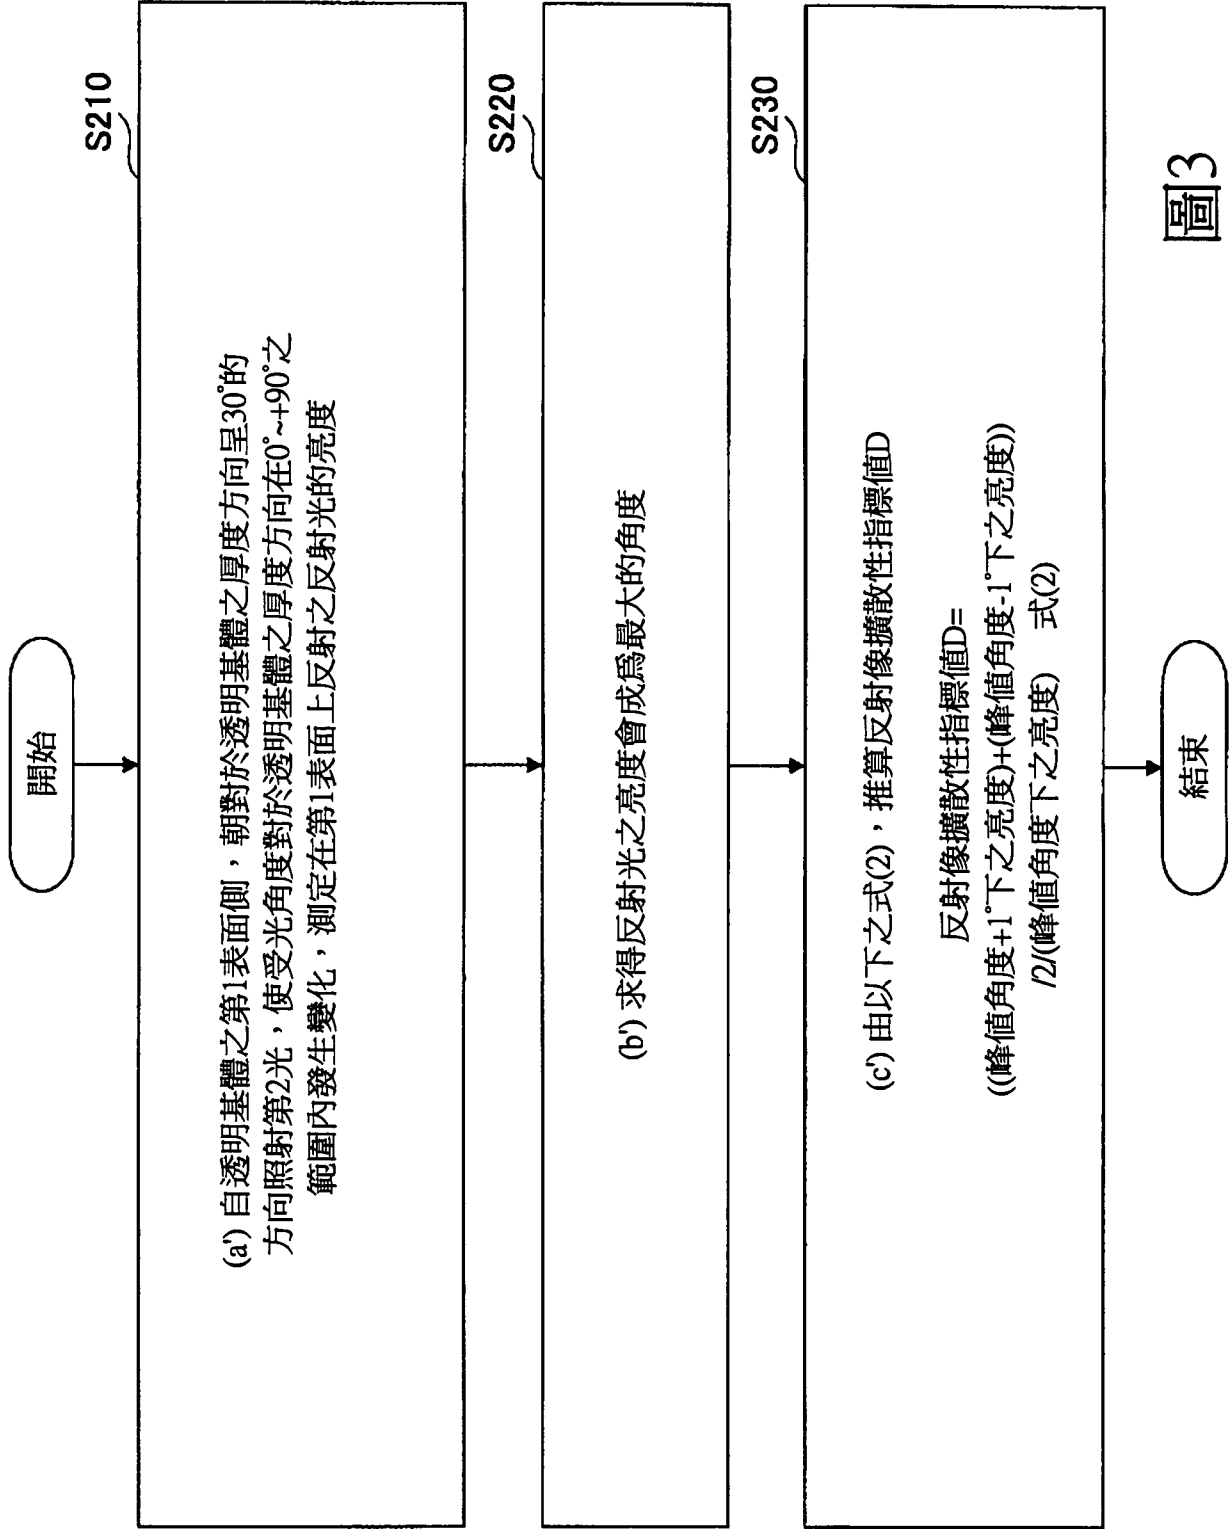 開始
S210
(a') 自透明基體之第1表面側，朝對於透明基體之厚度方向呈30°的
方向照射第2光，使受光角度對於透明基體之厚度方向在0°~+90°之
範圍內發生變化，測定在第1表面上反射之反射光的亮度
S220
(b') 求得反射光之亮度會成爲最大的角度
S230
(c') 由以下之式(2)，推算反射像擴散性指標值D
反射像擴散性指標值D=
((峰值角度+1°下之亮度)+(峰值角度-1°下之亮度))
/2/(峰值角度下之亮度) 式(2)
結束
圖3